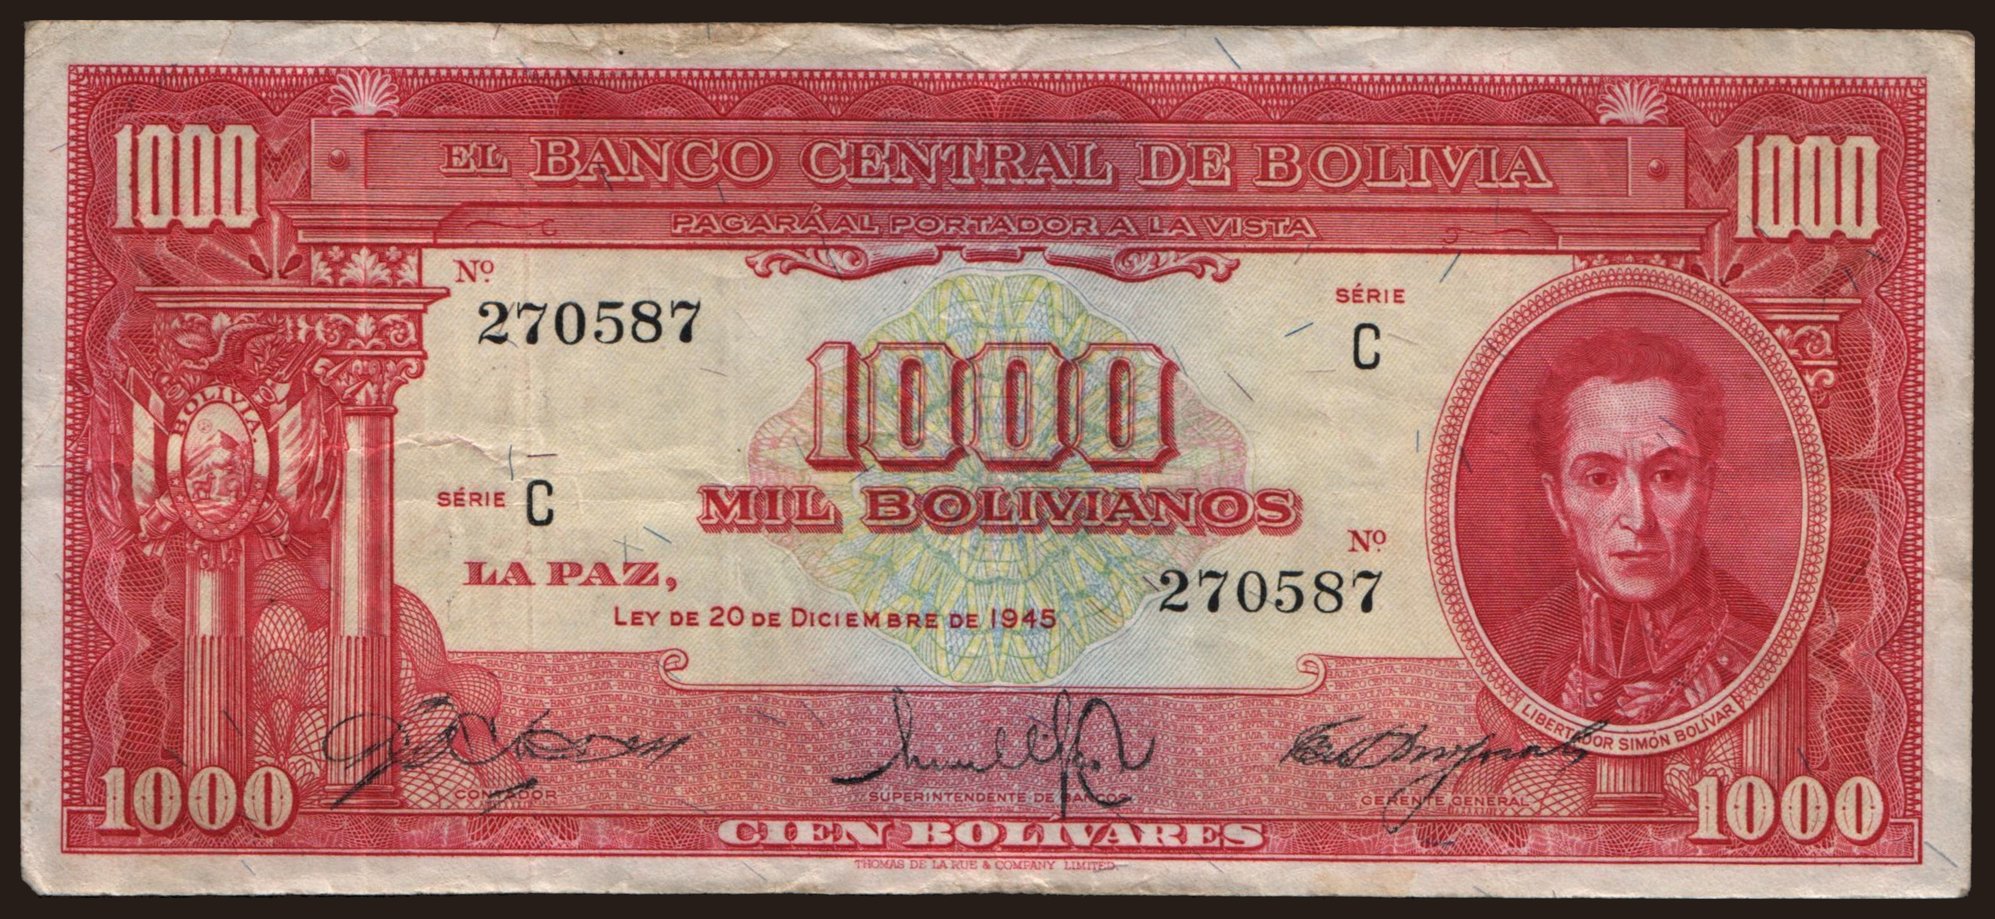 1000
1000
EL BANCO CENTRAL DE BOLIVIA
PAGARÁ AL PORTADOR A LA VISTA
Nº
270587
SÉRIE
C
1000
BOLIVIA
SÉRIE C
MIL BOLIVIANOS
Nº
270587
LA PAZ,
LEY DE 20 DE DICIEMBRE DE 1945
LIBERTADOR SIMÓN BOLÍVAR
CONTADOR
SUPERINTENDENTE DE BANCOS
GERENTE GENERAL
1000
1000
CIEN BOLÍVARES
THOMAS DE LA RUE & COMPANY LIMITED.